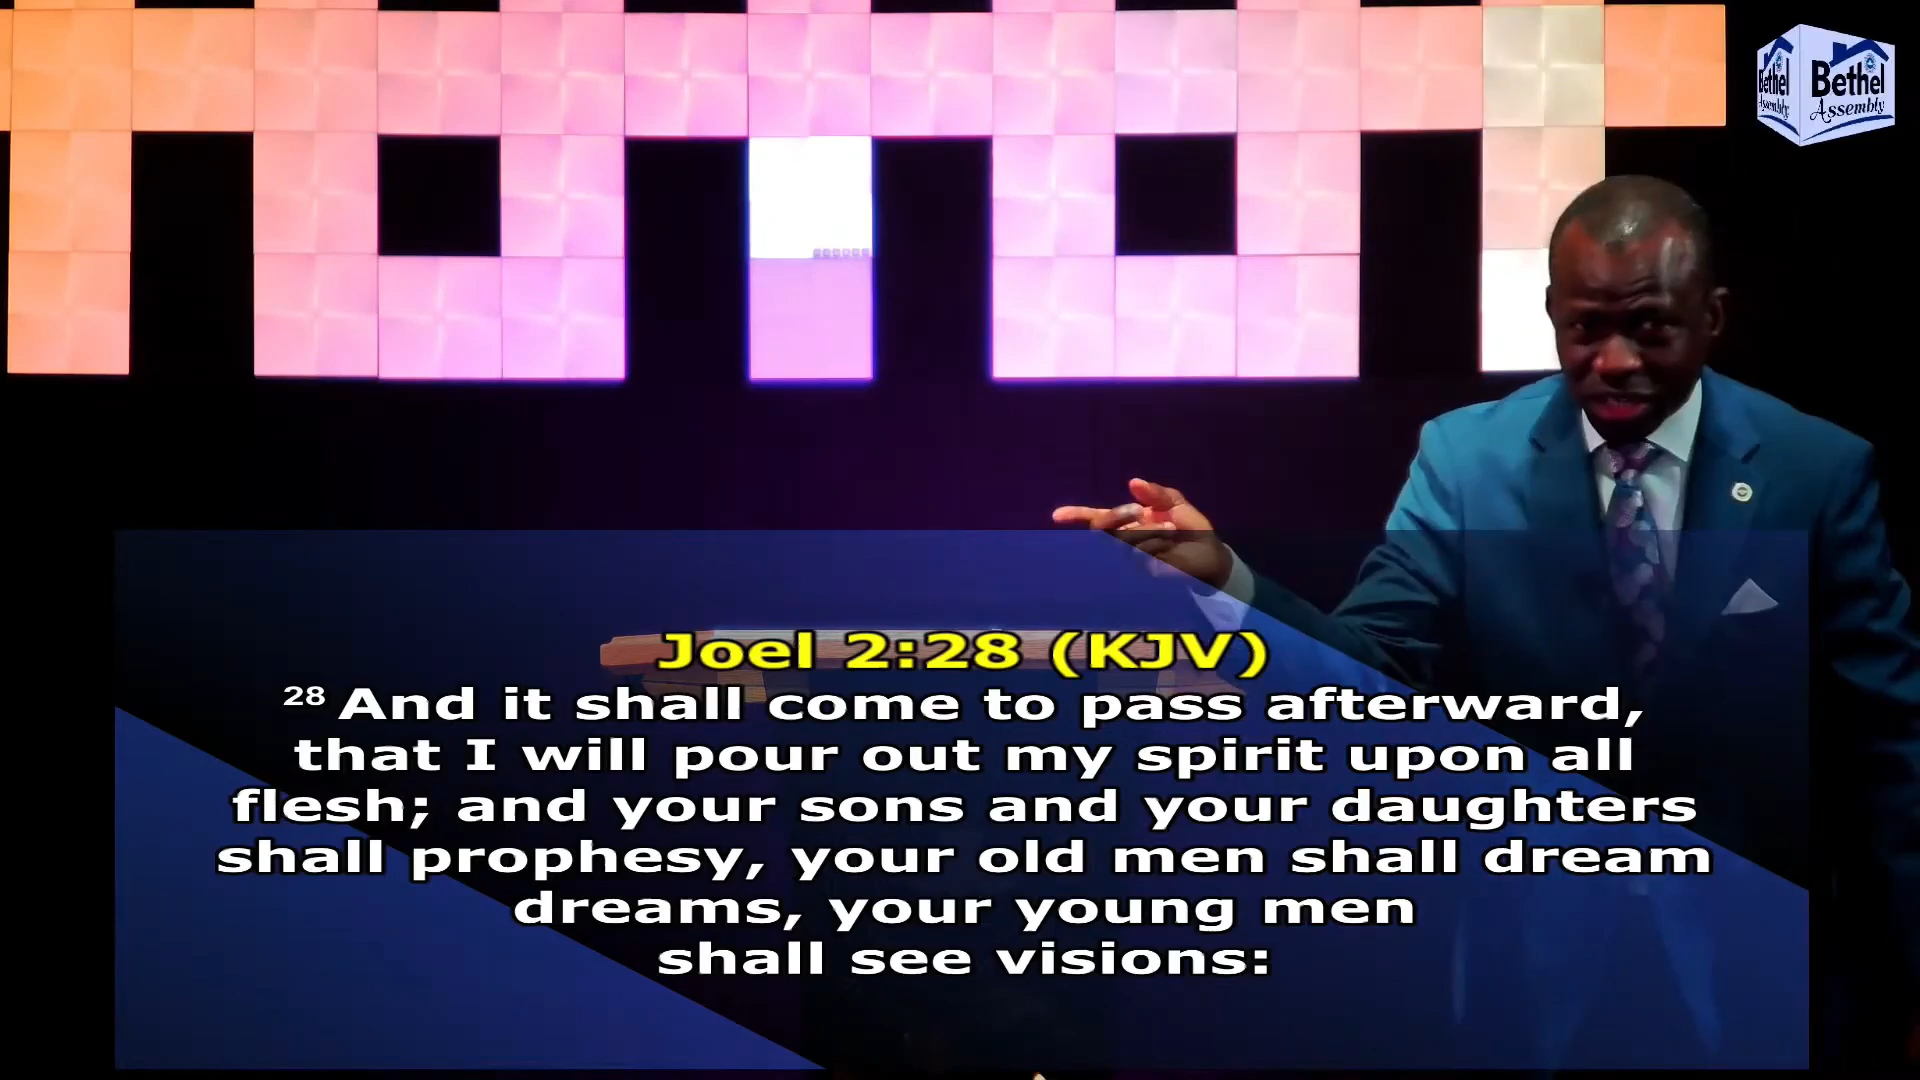 Bethel
Assembly
Bethel
Assembly
Joel 2:28 (KJV)
28 And it shall come to pass afterward,
that I will pour out my spirit upon all
flesh; and your sons and your daughters
shall prophesy, your old men shall dream
dreams, your young men
shall see visions: